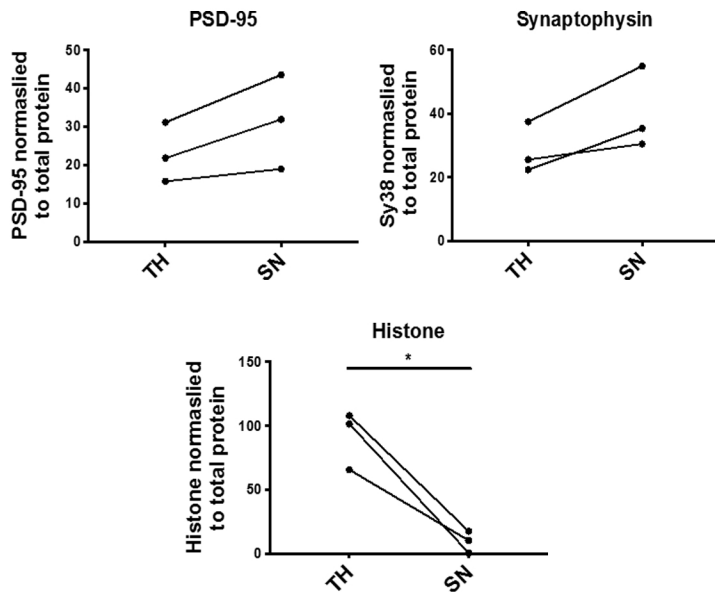 PSD-95
PSD-95 normaslied
to total protein
50
40
30
20
10
0
TH
SN
Synaptophysin
Sy38 normaslied
to total protein
60
40
20
0
TH
SN
Histone
*
Histone normaslied
to total protein
150
100
50
0
TH
SN